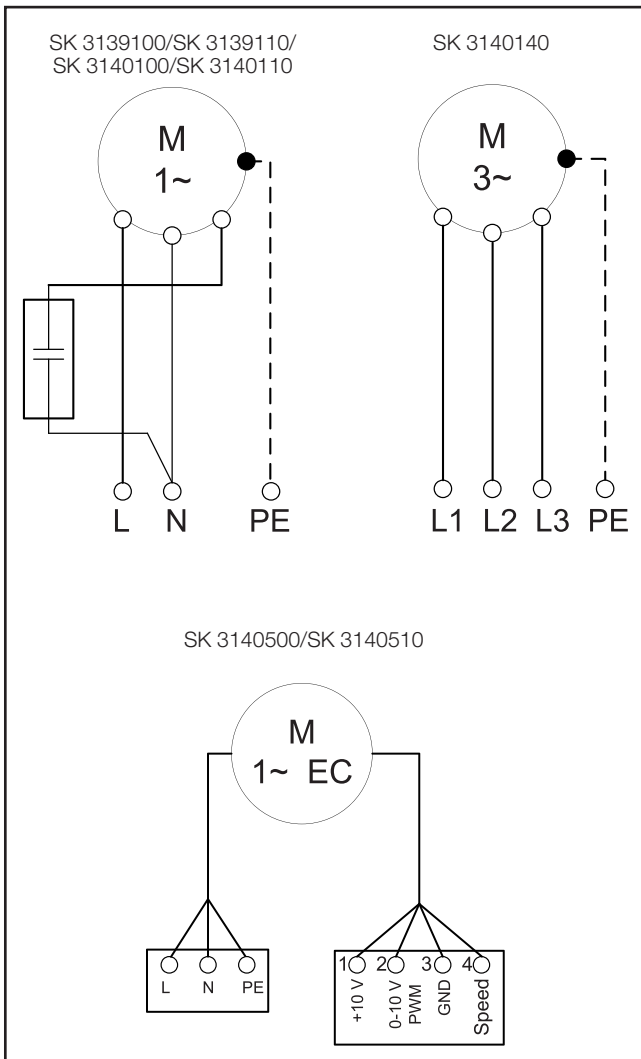 SK 3139100/SK 3139110/
SK 3140100/SK 3140110
M
1~
L N PE
SK 3140140
M
3~
L1 L2 L3 PE
SK 3140500/SK 3140510
M
1~ EC
L N PE
1 2 3 4
+10 V
0-10 V
PWM
GND
Speed